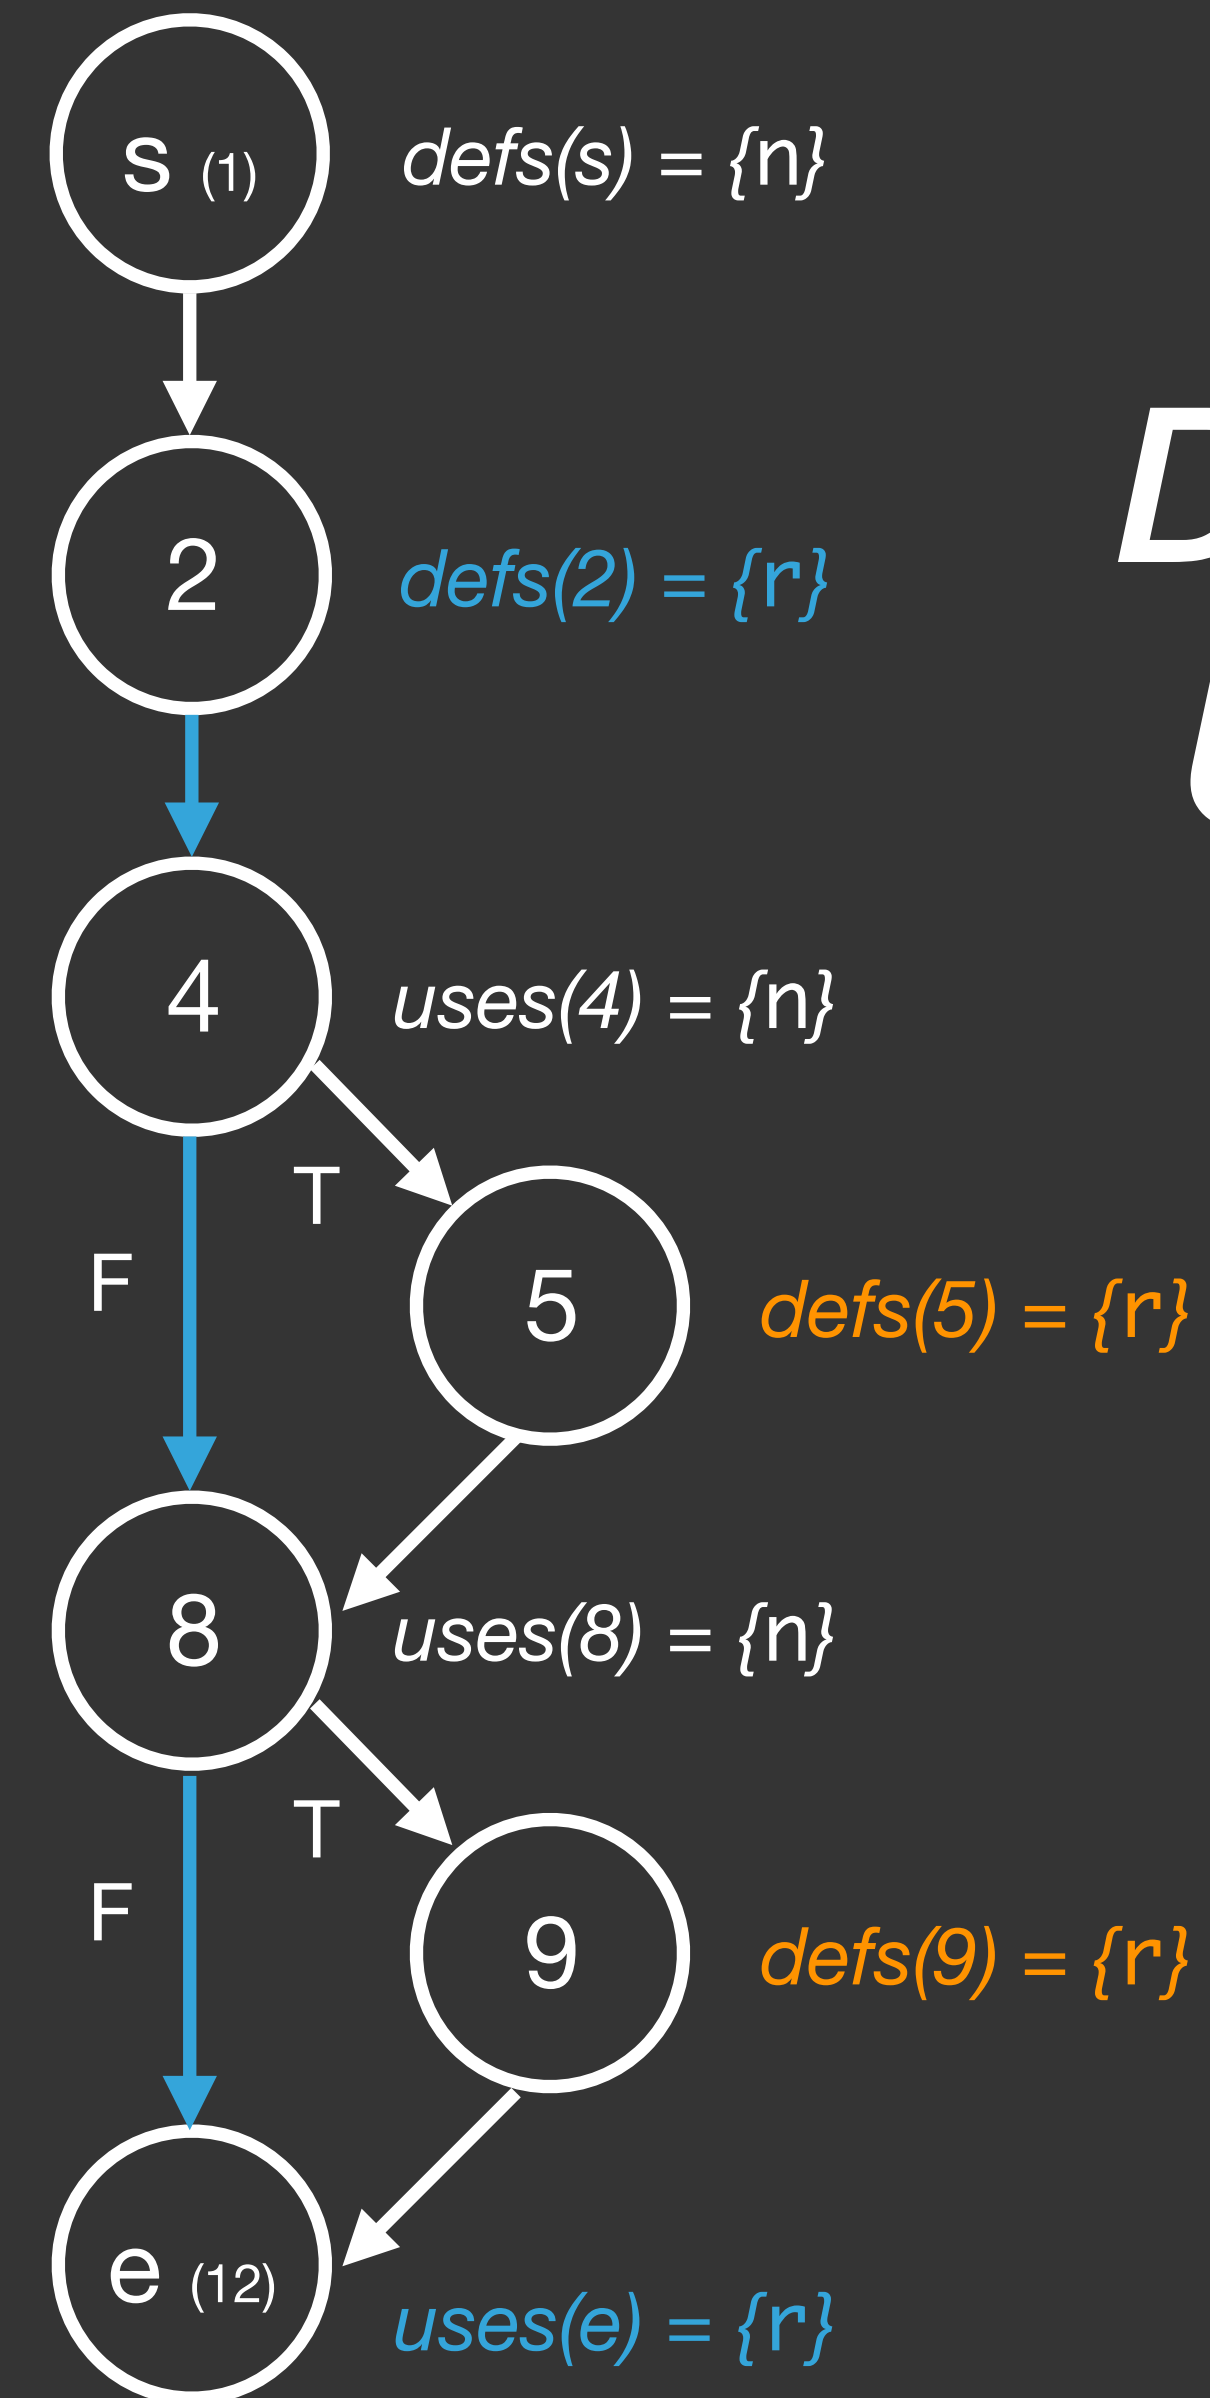 s (1)
defs(s) = {n}
2
defs(2) = {r}
4
uses(4) = {n}
T
F
5
defs(5) = {r}
8
uses(8) = {n}
T
F
9
defs(9) = {r}
e (12)
uses(e) = {r}